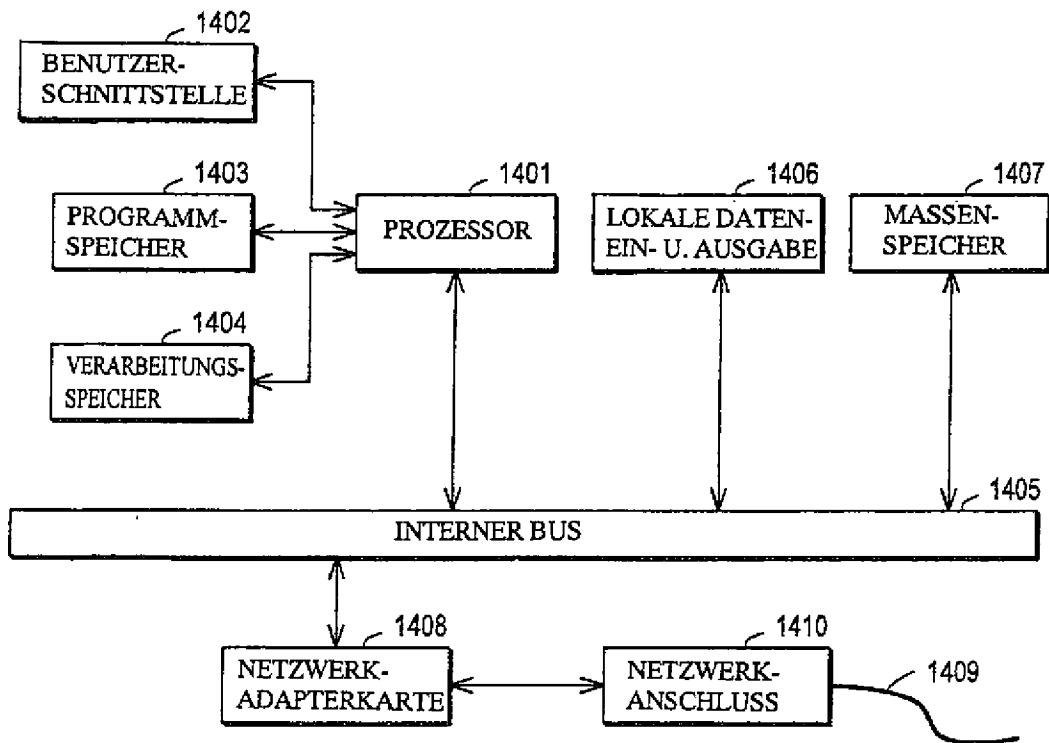 1402
BENUTZER-
SCHNITTSTELLE
1403
PROGRAMM-
SPEICHER
1404
VERARBEITUNGS-
SPEICHER
1401
PROZESSOR
1406
LOKALE DATEN-
EIN- U. AUSGABE
1407
MASSEN-
SPEICHER
1405
INTERNER BUS
1408
NETZWERK-
ADAPTERKARTE
1410
NETZWERK-
ANSCHLUSS
1409